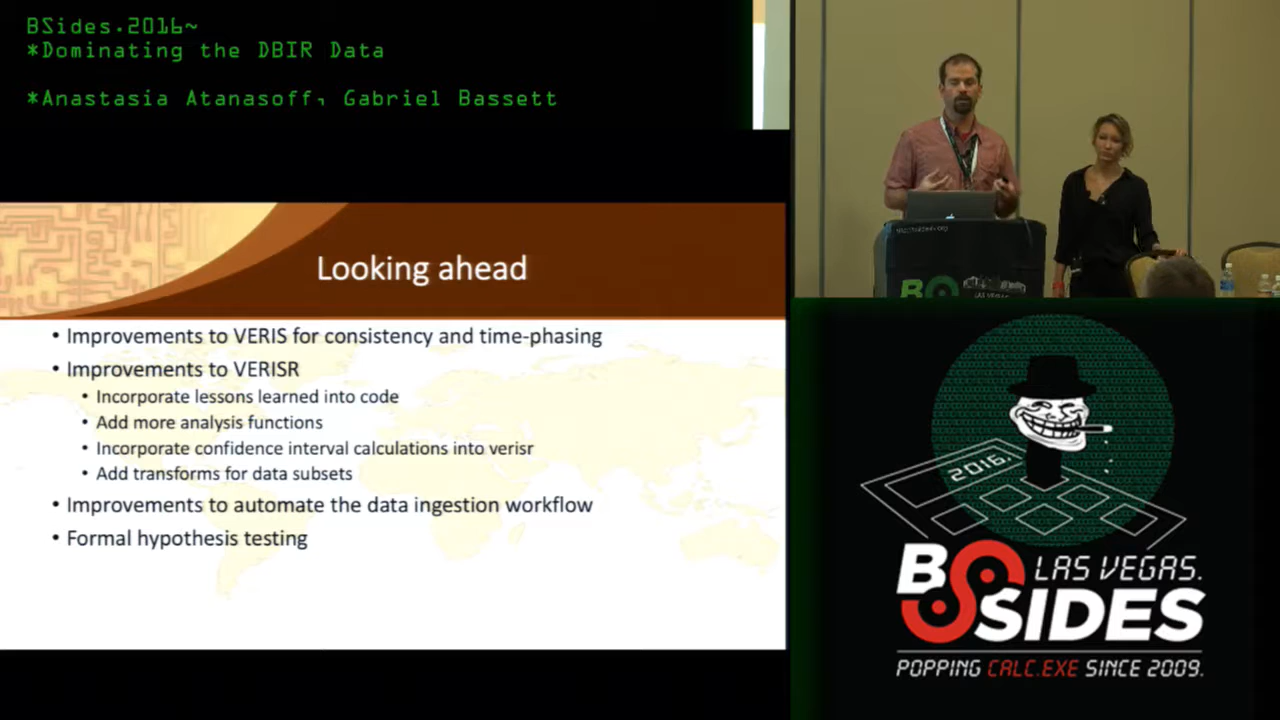 BSides.2016~
*Dominating the DBIR Data
*Anastasia Atanasoff, Gabriel Bassett
Looking ahead
• Improvements to VERIS for consistency and time-phasing
• Improvements to VERISR
• Incorporate lessons learned into code
• Add more analysis functions
• Incorporate confidence interval calculations into verisr
• Add transforms for data subsets
• Improvements to automate the data ingestion workflow
• Formal hypothesis testing
BS
LAS VEGAS
2016.
BSIDES LAS VEGAS.
POPPING CALC.EXE SINCE 2009.